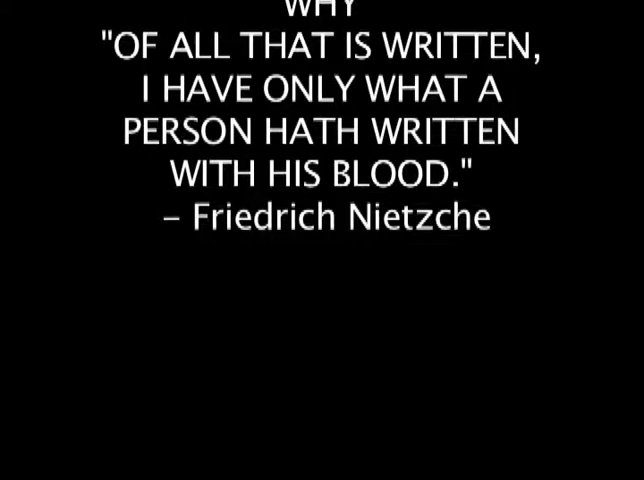 WHY
"OF ALL THAT IS WRITTEN,
I HAVE ONLY WHAT A
PERSON HATH WRITTEN
WITH HIS BLOOD."
– Friedrich Nietzche